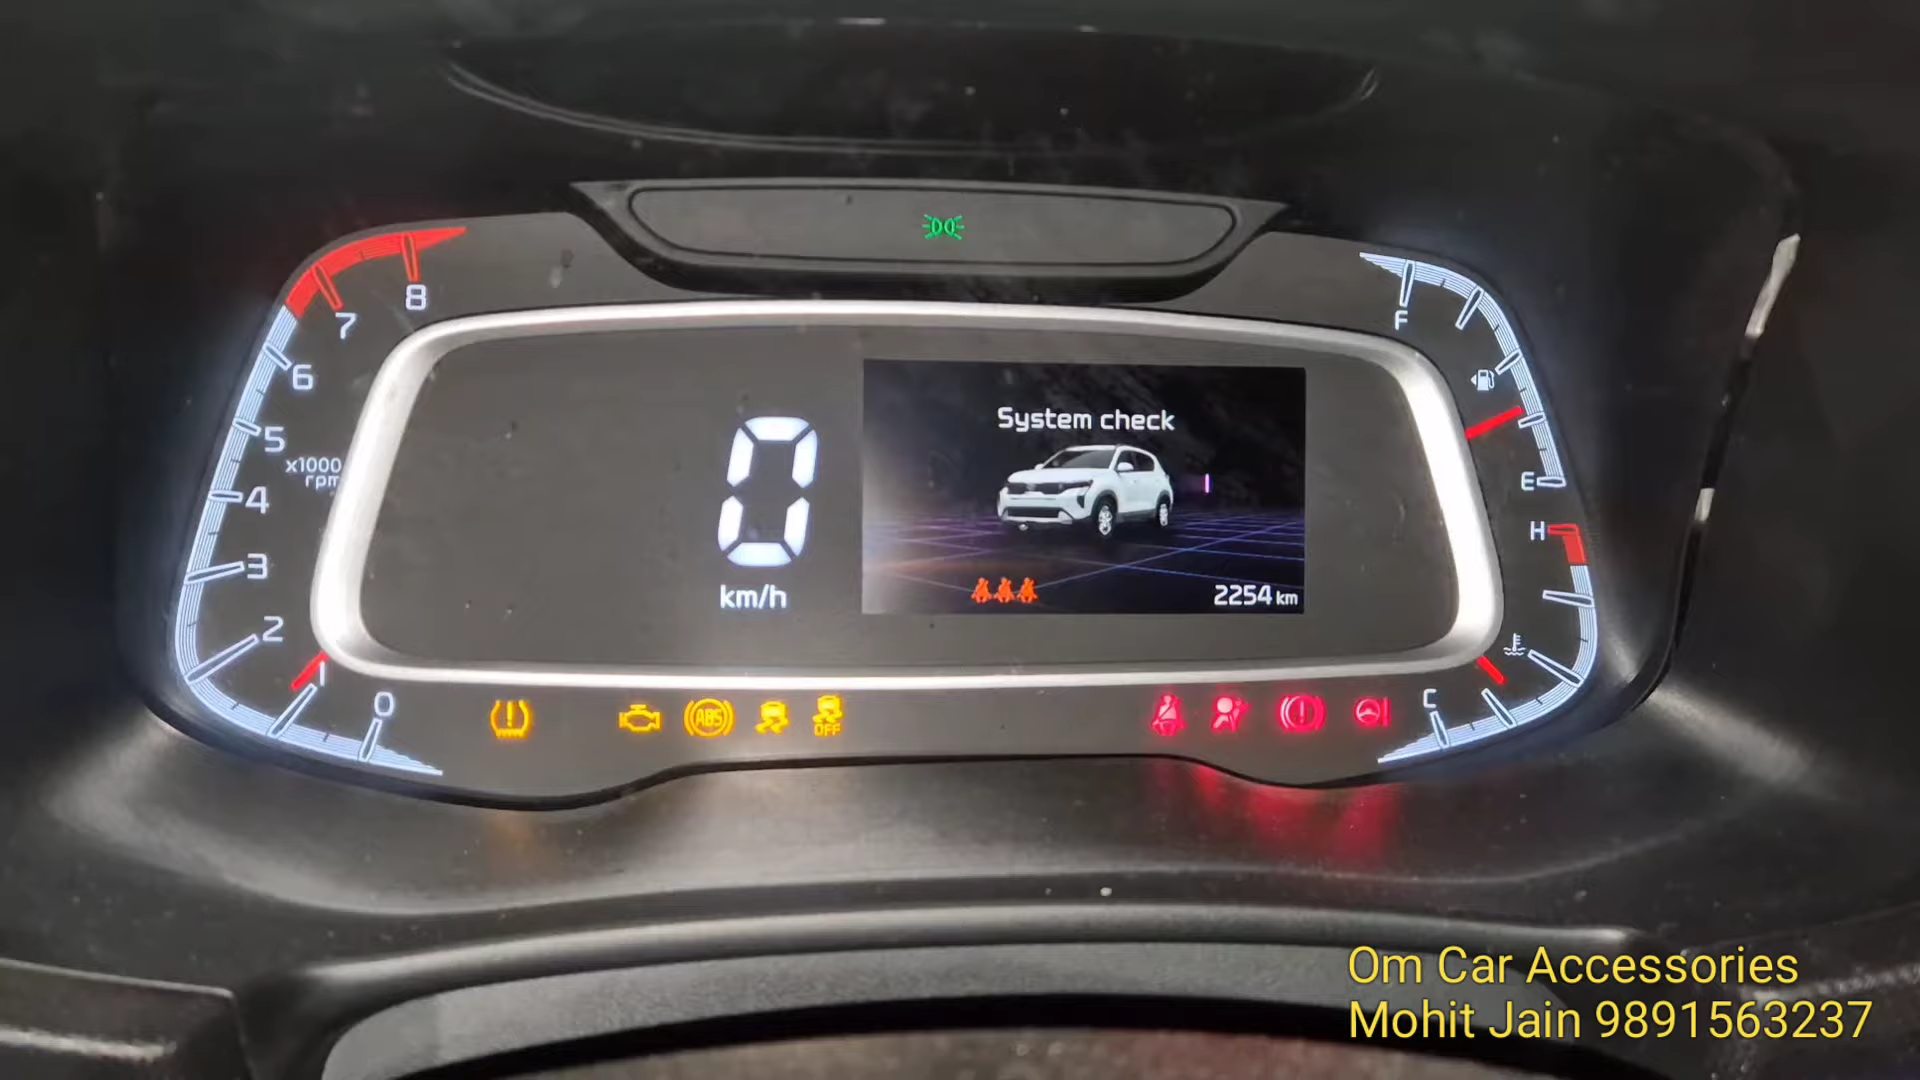 8
7
6
5
x1000
rpm
4
3
2
1
0
0
km/h
System check
2254 km
F
E
H
C
ABS
OFF
Om Car Accessories
Mohit Jain 9891563237